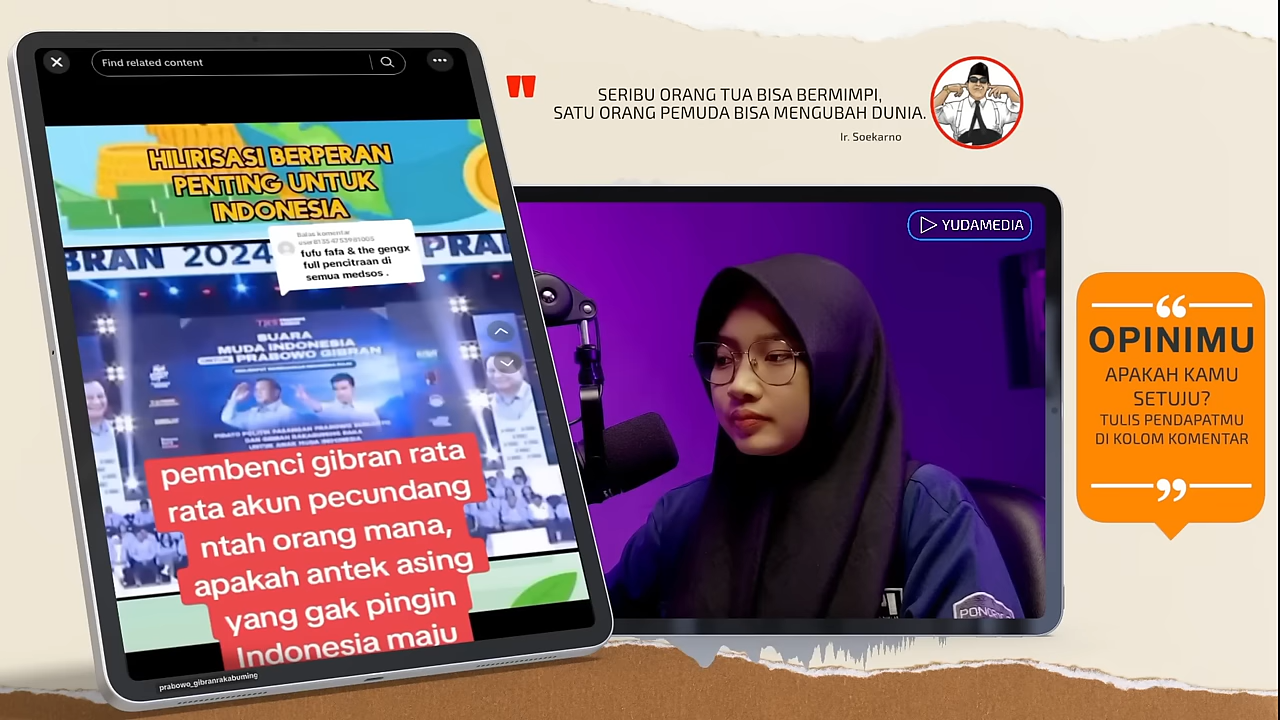 Find related content
HILIRISASI BERPERAN
PENTING UNTUK
INDONESIA
Balas komentar
fufu fafa & the gengx
full pencitraan di
semua medsos .
BRAN 2024
PRAB
SUARA
MUDA INDONESIA
UNTUK PRABOWO GIBRAN
pembenci gibran rata
rata akun pecundang
ntah orang mana,
apakah antek asing
yang gak pingin
Indonesia maju
prabowo_gibranrakabuming
"
SERIBU ORANG TUA BISA BERMIMPI,
SATU ORANG PEMUDA BISA MENGUBAH DUNIA.
Ir. Soekarno
YUDAMEDIA
“
OPINIMU
APAKAH KAMU
SETUJU?
TULIS PENDAPATMU
DI KOLOM KOMENTAR
”